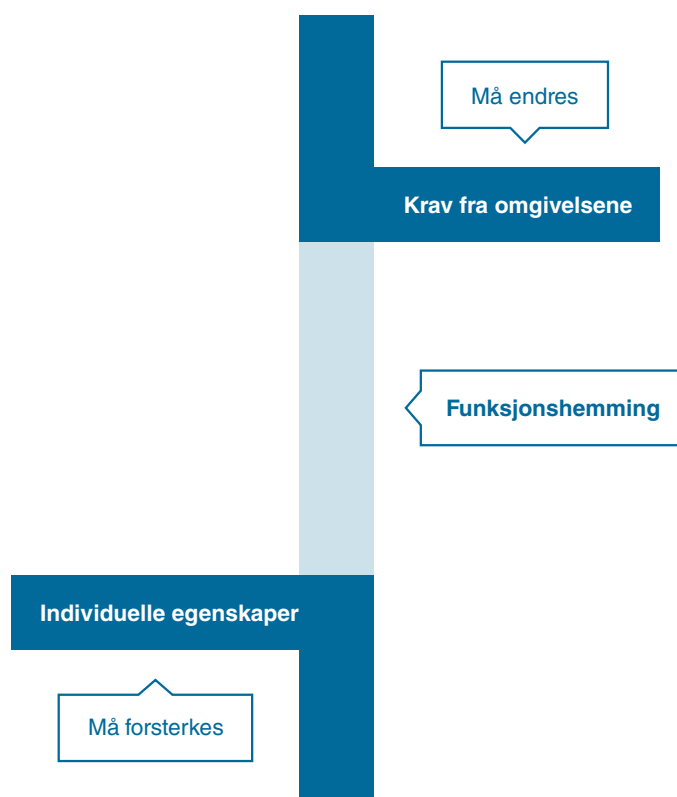 Må endres
Krav fra omgivelsene
Funksjonshemming
Individuelle egenskaper
Må forsterkes